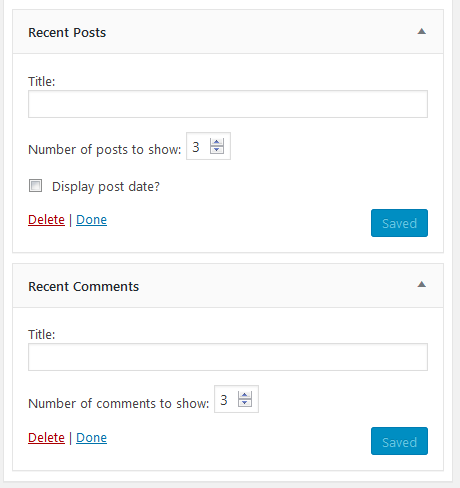 Recent Posts
Title:
Number of posts to show: 3
Display post date?
Delete | Done
Saved
Recent Comments
Title:
Number of comments to show: 3
Delete | Done
Saved